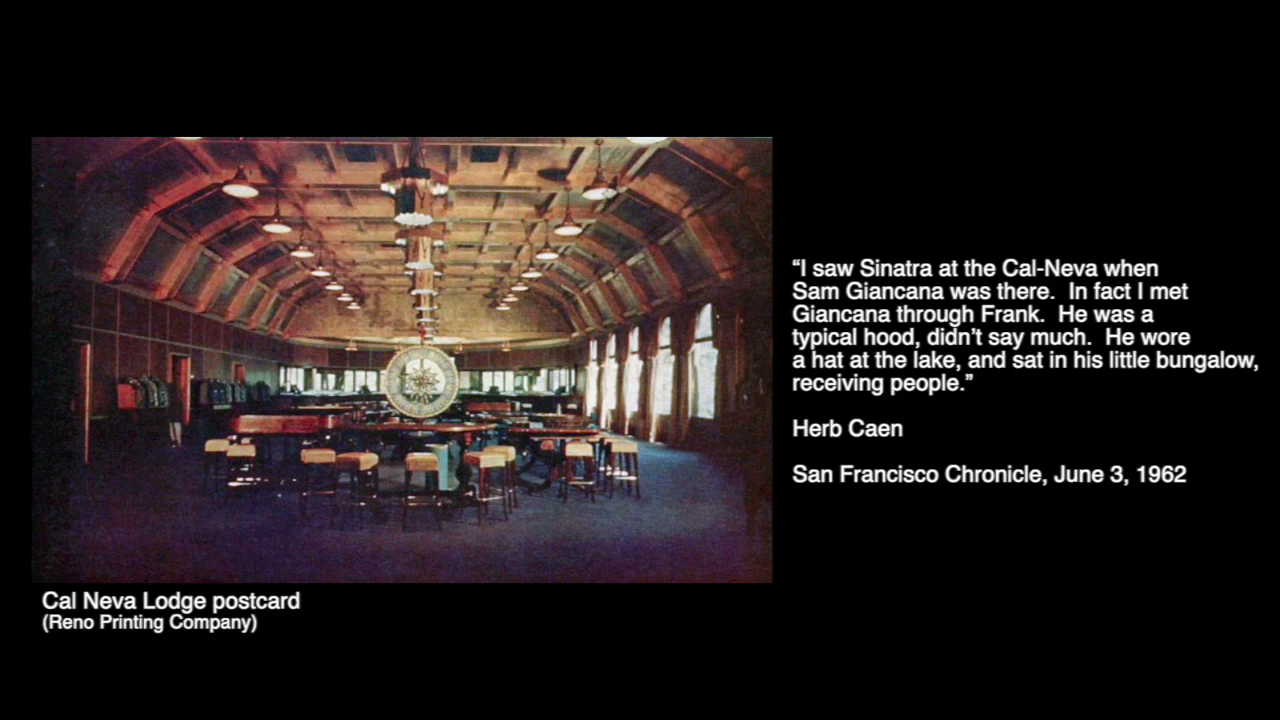 “I saw Sinatra at the Cal-Neva when
Sam Giancana was there.  In fact I met
Giancana through Frank.  He was a
typical hood, didn’t say much.  He wore
a hat at the lake, and sat in his little bungalow,
receiving people.”
Herb Caen
San Francisco Chronicle, June 3, 1962
Cal Neva Lodge postcard
(Reno Printing Company)